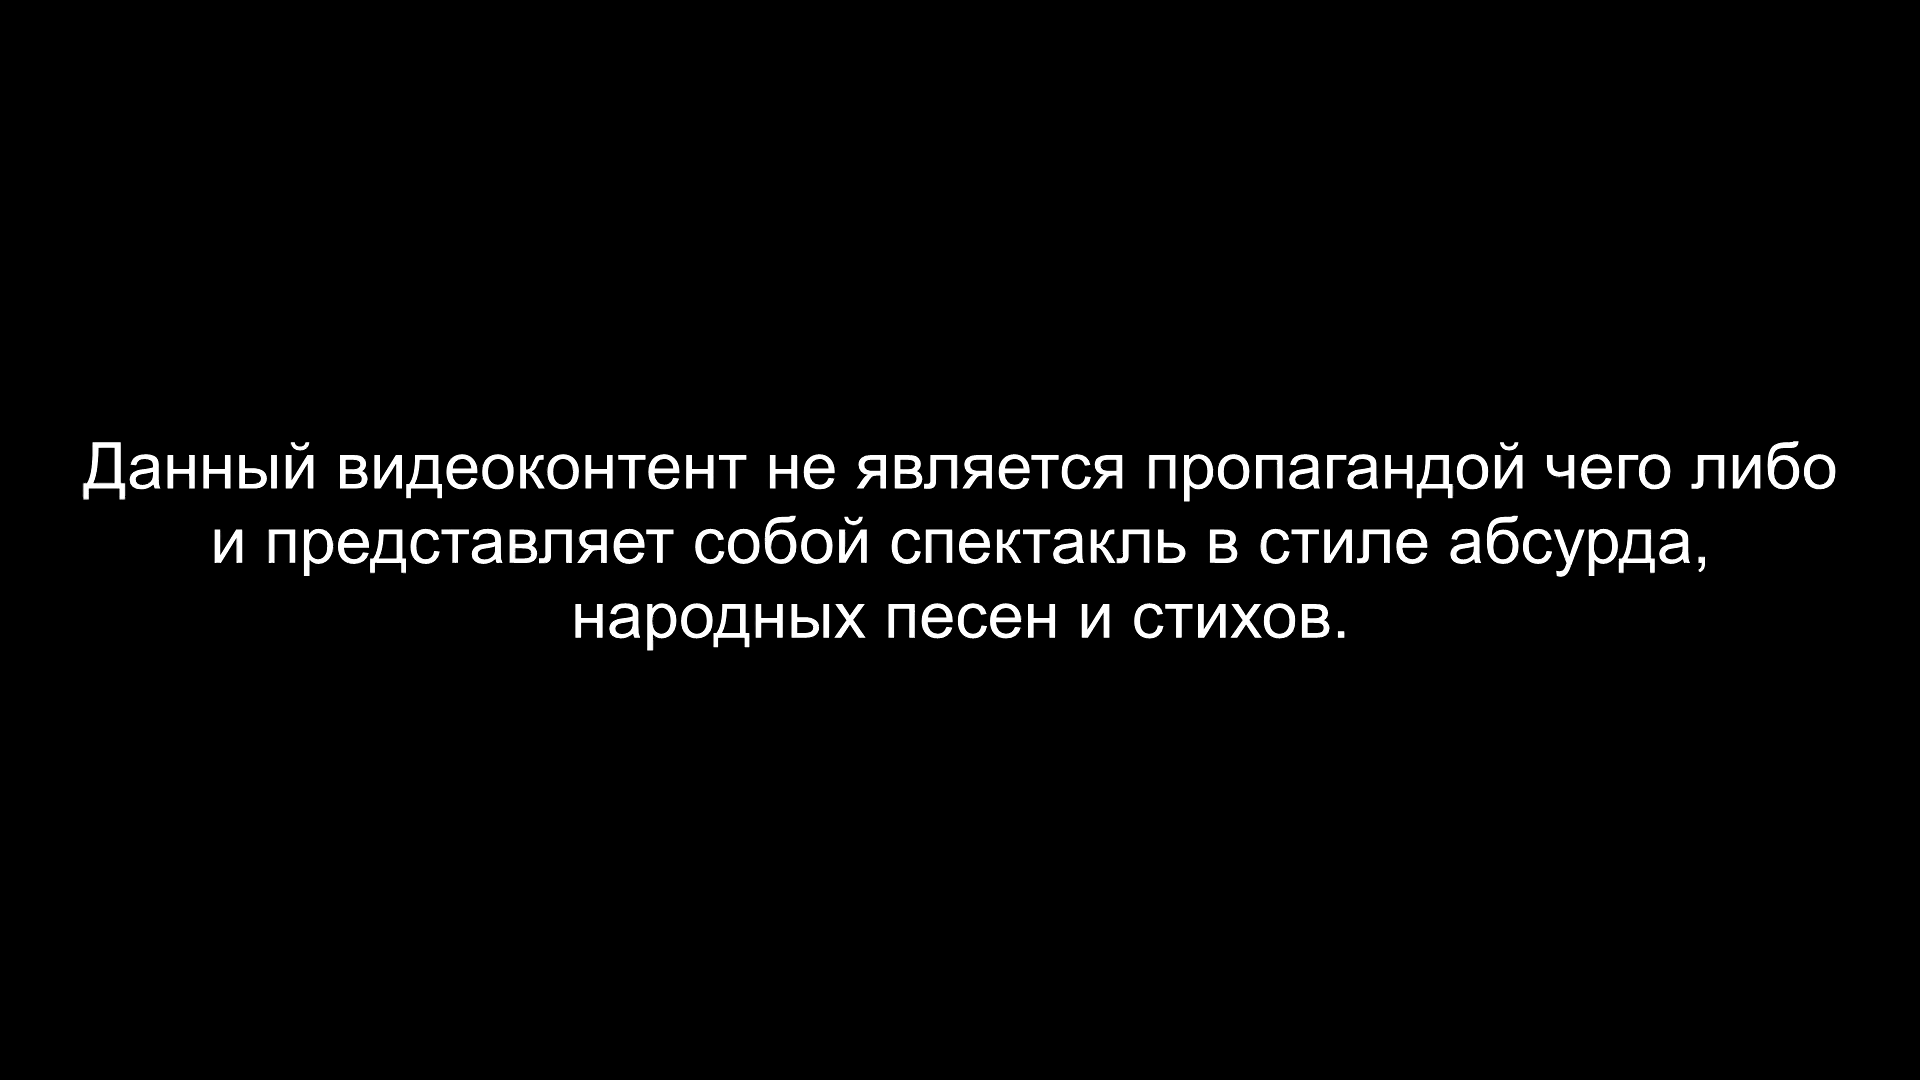 Данный видеоконтент не является пропагандой чего либо
и представляет собой спектакль в стиле абсурда,
народных песен и стихов.